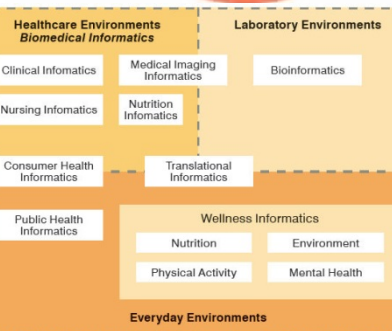 Healthcare Environments
Biomedical Informatics
Laboratory Environments
Clinical Infomatics
Medical Imaging
Informatics
Bioinformatics
Nursing Infomatics
Nutrition
Infomatics
Consumer Health
Informatics
Translational
Informatics
Public Health
Informatics
Wellness Informatics
Nutrition
Environment
Physical Activity
Mental Health
Everyday Environments